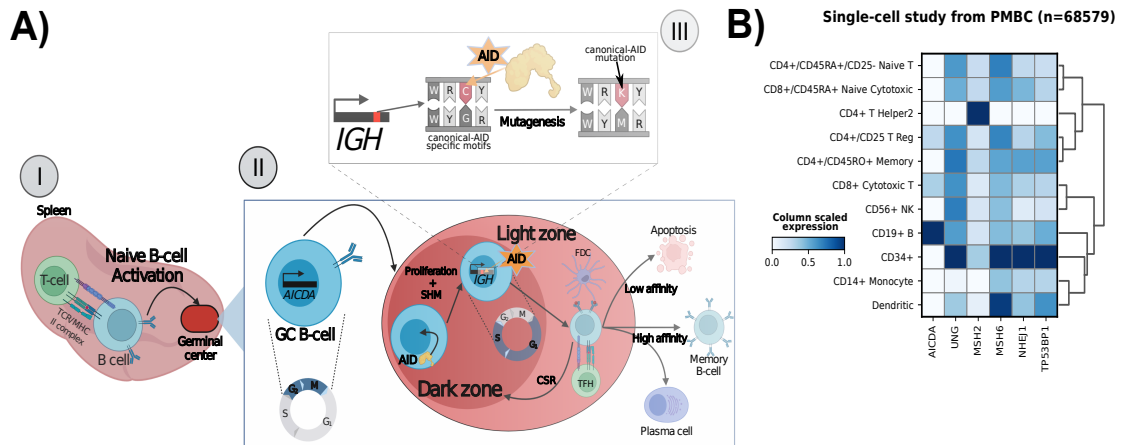 A)
I
Spleen
Naive B-cell
Activation
T-cell
TCR/MHC
II complex
B cell
Germinal
center
II
AICDA
GC B-cell
G₂
M
S
G₁
III
AID
canonical-AID
mutation
IGH
W R C Y
W Y G R
canonical-AID
specific motifs
Mutagenesis
W R K Y
W Y M R
Light zone
Proliferation
+
SHM
IGH
AID
AID
G₂
M
S
G₁
Dark zone
CSR
FDC
TFH
Apoptosis
Low affinity
High affinity
Memory
B-cell
Plasma cell
B)
Single-cell study from PMBC (n=68579)
CD4+/CD45RA+/CD25- Naive T
CD8+/CD45RA+ Naive Cytotoxic
CD4+ T Helper2
CD4+/CD25 T Reg
CD4+/CD45RO+ Memory
CD8+ Cytotoxic T
CD56+ NK
CD19+ B
CD34+
CD14+ Monocyte
Dendritic
Column scaled
expression
0.0 0.5 1.0
AICDA
UNG
MSH2
MSH6
NHEJ1
TP53BP1